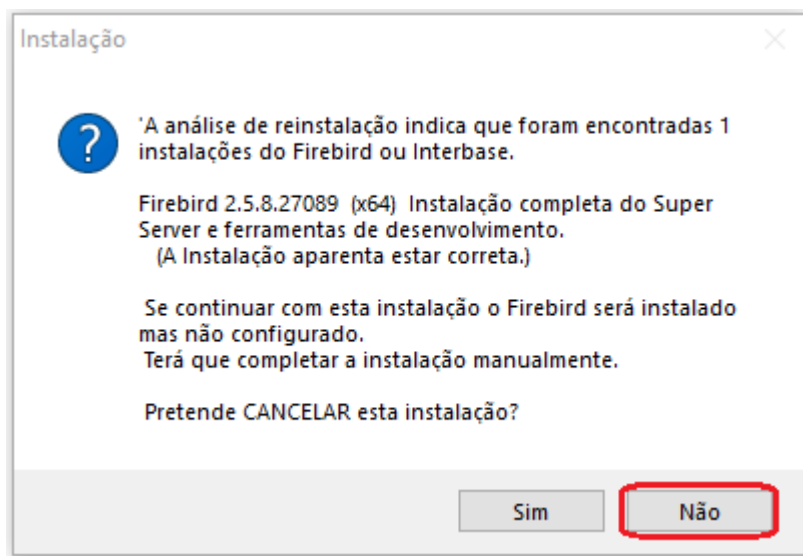 Instalação
'A análise de reinstalação indica que foram encontradas 1
instalações do Firebird ou Interbase.
Firebird 2.5.8.27089 (x64) Instalação completa do Super
Server e ferramentas de desenvolvimento.
(A Instalação aparenta estar correta.)
Se continuar com esta instalação o Firebird será instalado
mas não configurado.
Terá que completar a instalação manualmente.
Pretende CANCELAR esta instalação?
Sim
Não